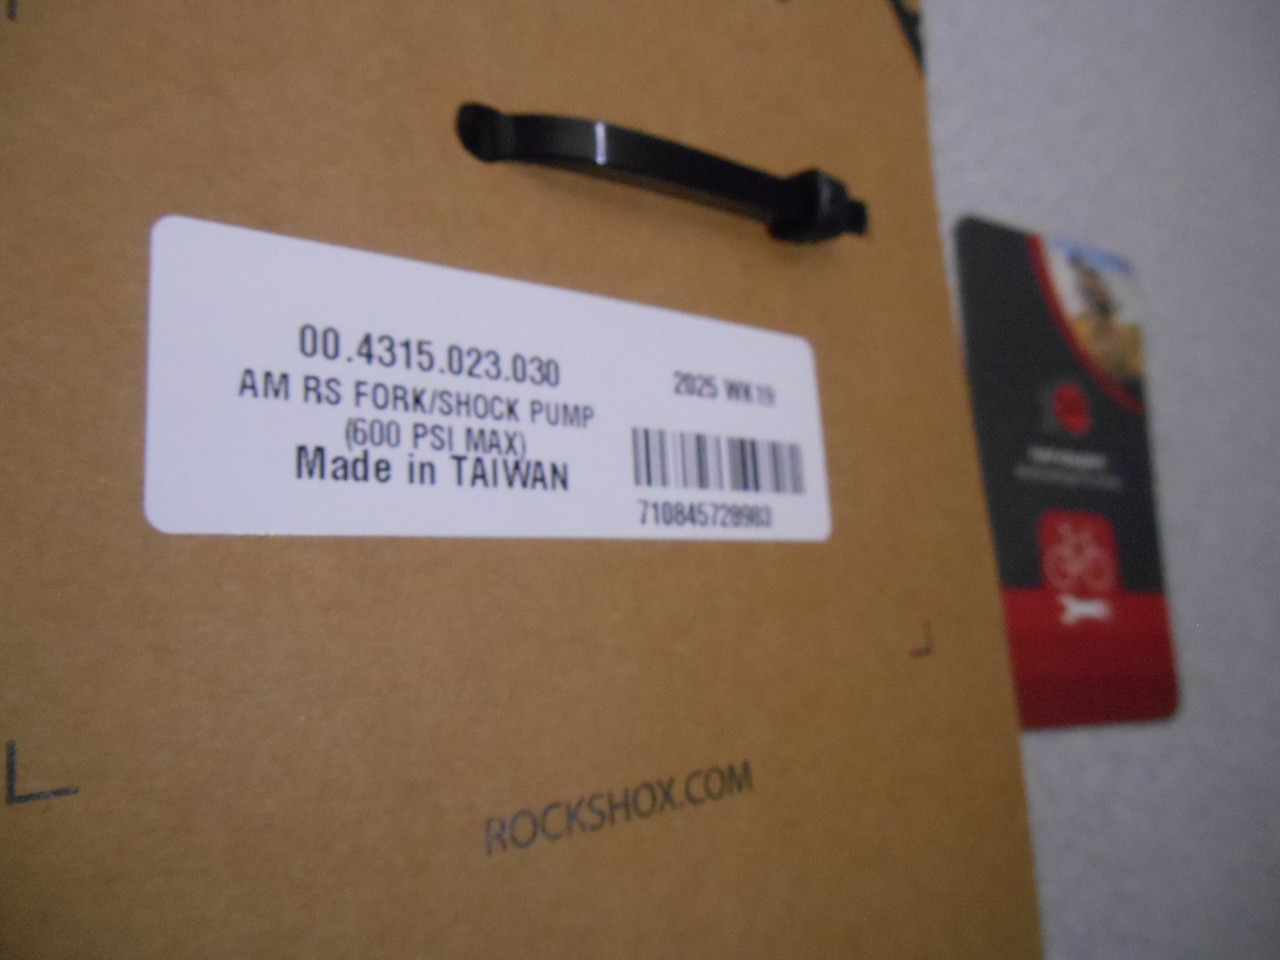 00.4315.023.030
AM RS FORK/SHOCK PUMP
(600 PSI MAX)
Made in TAIWAN
2025 WK19
710845728983
ROCKSHOX.COM